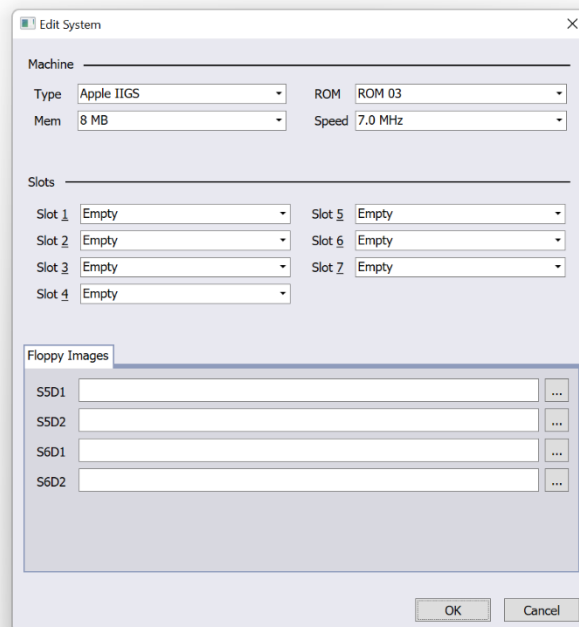 Edit System
Machine
Type Apple IIGS ROM ROM 03
Mem 8 MB Speed 7.0 MHz
Slots
Slot 1 Empty Slot 5 Empty
Slot 2 Empty Slot 6 Empty
Slot 3 Empty Slot 7 Empty
Slot 4 Empty
Floppy Images
S5D1 ...
S5D2 ...
S6D1 ...
S6D2 ...
OK Cancel